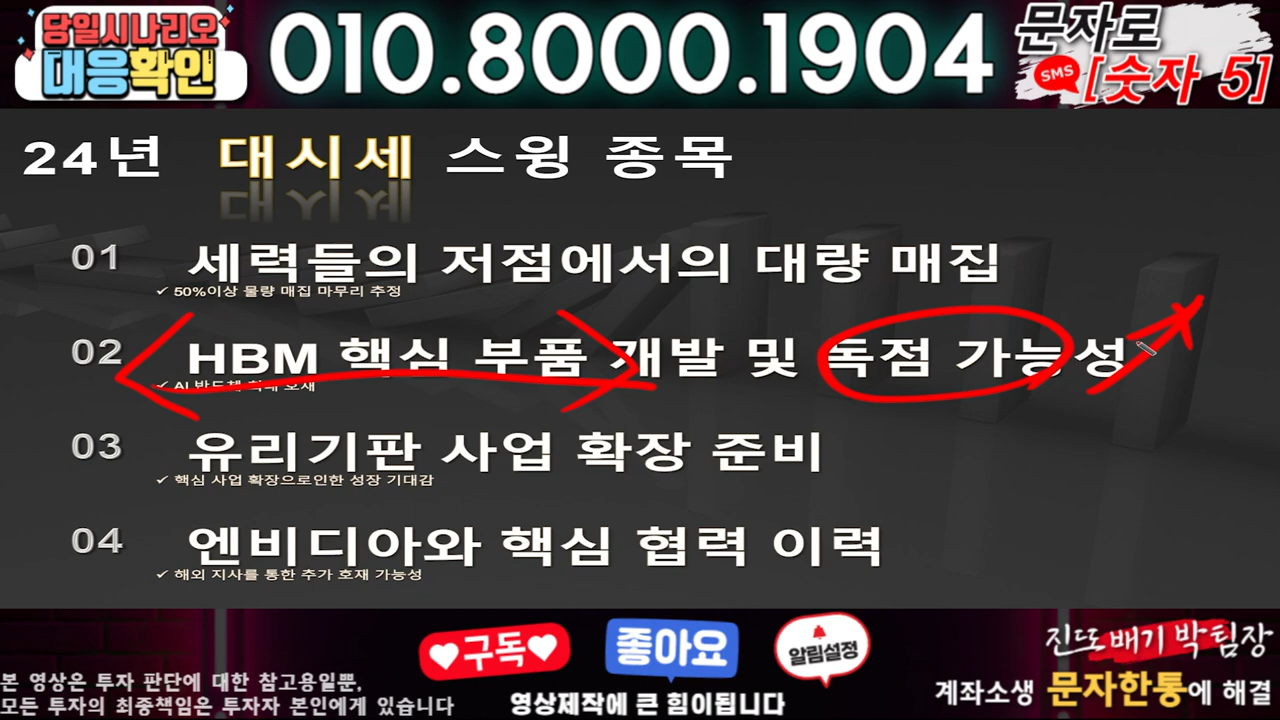 당일시나리오
대응확인
010.8000.1904
문자로
SMS
[숫자 5]
24년 대시세 스윙 종목
01 세력들의 저점에서의 대량 매집
✓ 50%이상 물량 매집 마무리 추정
02 HBM 핵심 부품 개발 및 독점 가능성
✓ AI 반도체 확대 호재
03 유리기판 사업 확장 준비
✓ 핵심 사업 확장으로인한 성장 기대감
04 엔비디아와 핵심 협력 이력
✓ 해외 지사를 통한 추가 호재 가능성
구독
좋아요
알림설정
영상제작에 큰 힘이됩니다
본 영상은 투자 판단에 대한 참고용일뿐,
모든 투자의 최종책임은 투자자 본인에게 있습니다
진또배기 박팀장
계좌소생 문자한통에 해결